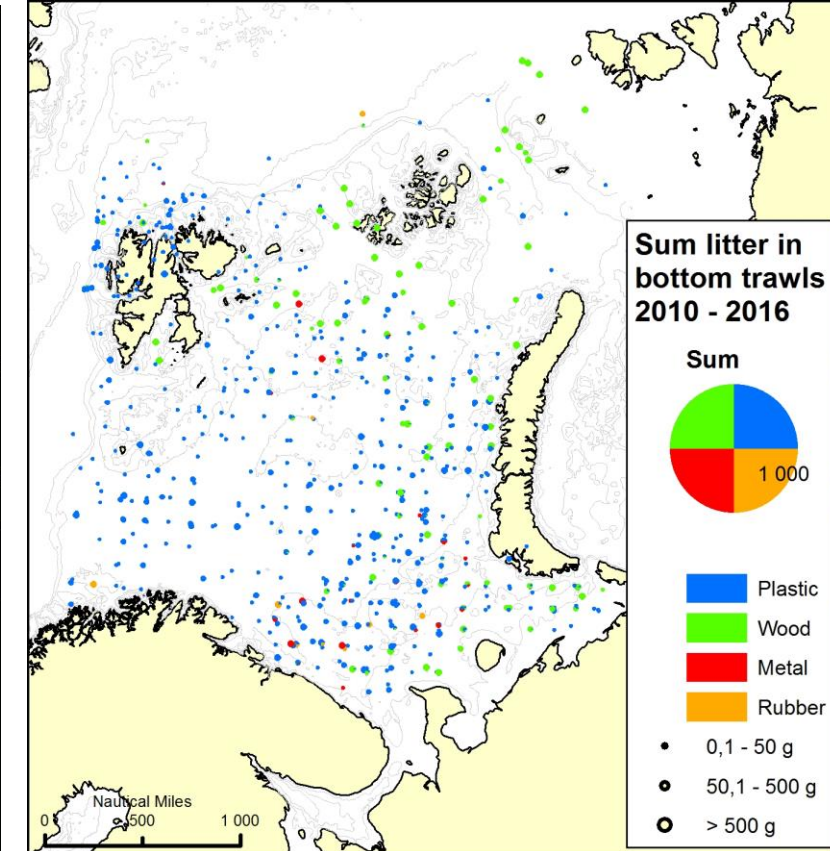 Sum litter in
bottom trawls
2010 - 2016
Sum
1 000
Plastic
Wood
Metal
Rubber
0,1 - 50 g
50,1 - 500 g
> 500 g
Nautical Miles
0 500 1 000